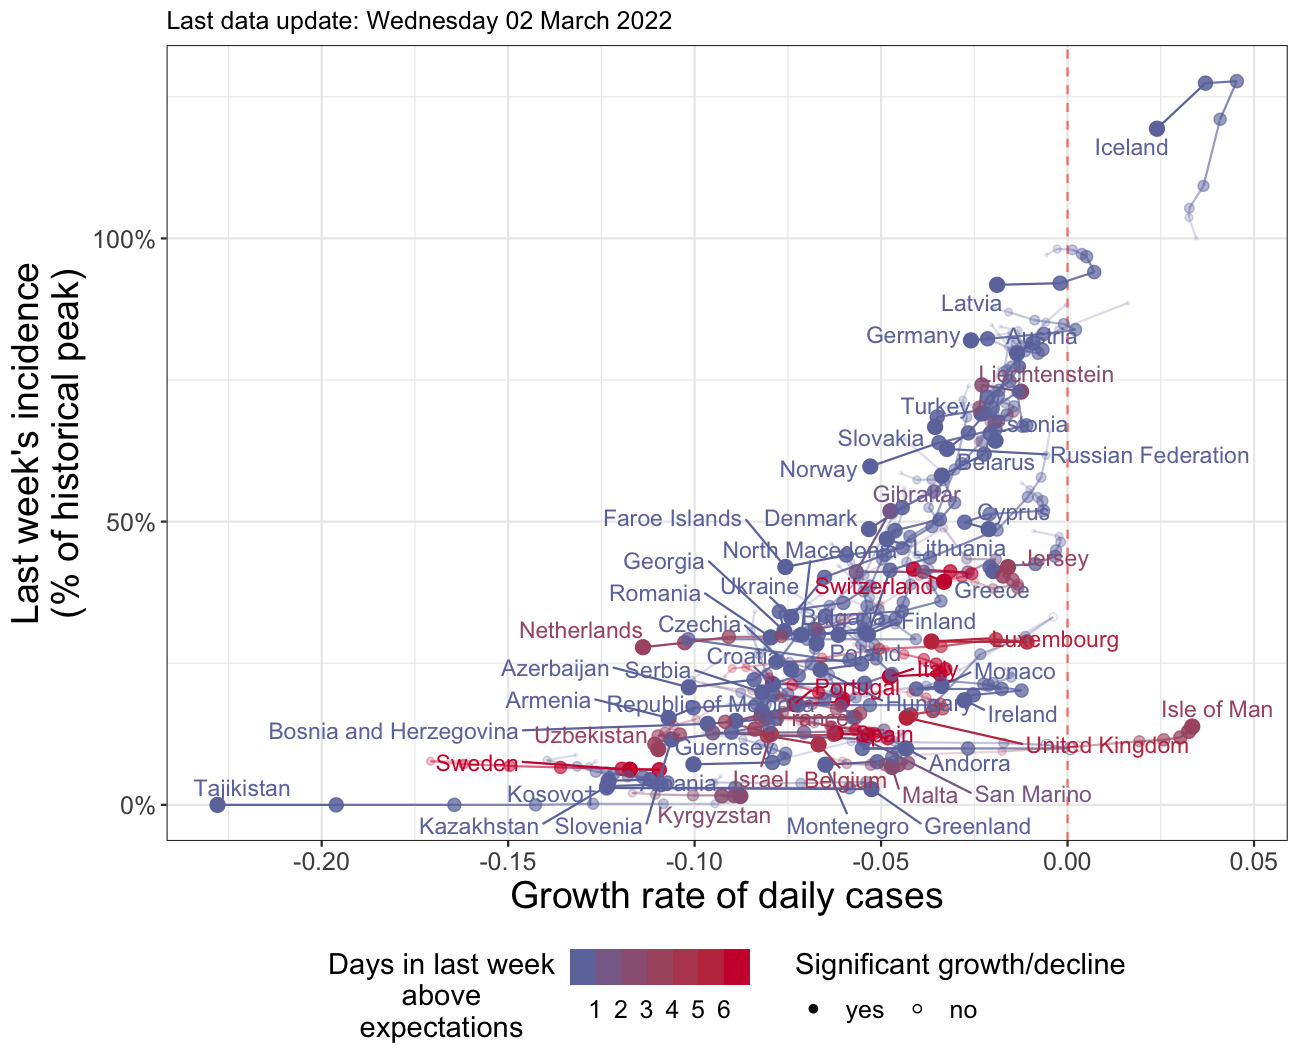 Last data update: Wednesday 02 March 2022
Last week's incidence
(% of historical peak)
100%
50%
0%
Iceland
Latvia
Germany
Austria
Liechtenstein
Turkey
Estonia
Slovakia
Russian Federation
Belarus
Norway
Gibraltar
Cyprus
Faroe Islands
Denmark
North Macedonia
Lithuania
Jersey
Georgia
Ukraine
Switzerland
Greece
Romania
Bulgaria
Finland
Czechia
Netherlands
Luxembourg
Croatia
Poland
Azerbaijan
Serbia
Italy
Monaco
Portugal
Armenia
Republic of Moldova
Hungary
Ireland
Isle of Man
France
Bosnia and Herzegovina
Uzbekistan
Spain
Guernsey
United Kingdom
Sweden
Andorra
Israel
Belgium
Tajikistan
Kosovo
Malta
San Marino
Kyrgyzstan
Kazakhstan
Slovenia
Montenegro
Greenland
-0.20
-0.15
-0.10
-0.05
0.00
0.05
Growth rate of daily cases
Days in last week
above
expectations
1 2 3 4 5 6
Significant growth/decline
yes
no